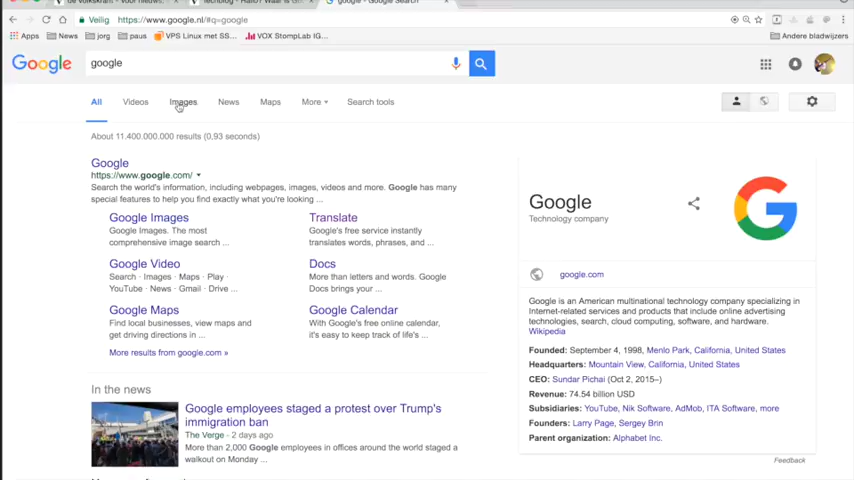 de Volkskrant - Voor nieuws,
google - Google Search
Veilig https://www.google.nl/#q=google
Apps News jorg paus VPS Linux met SS... VOX StompLab IG... Andere bladwijzers
Google google
All Videos Images News Maps More Search tools
About 11.400.000.000 results (0,93 seconds)
Google
https://www.google.com/
Search the world's information, including webpages, images, videos and more. Google has many
special features to help you find exactly what you're looking ...
Google Images
Google Images. The most
comprehensive image search ...
Translate
Google's free service instantly
translates words, phrases, and ...
Google Video
Search · Images · Maps · Play ·
YouTube · News · Gmail · Drive ...
Docs
More than letters and words. Google
Docs brings your ...
Google Maps
Find local businesses, view maps and
get driving directions in ...
Google Calendar
With Google's free online calendar,
it's easy to keep track of life's ...
More results from google.com »
In the news
Google employees staged a protest over Trump's
immigration ban
The Verge - 2 days ago
More than 2,000 Google employees in offices around the world staged a
walkout on Monday ...
Google
Technology company
google.com
Google is an American multinational technology company specializing in
Internet-related services and products that include online advertising
technologies, search, cloud computing, software, and hardware.
Wikipedia
Founded: September 4, 1998, Menlo Park, California, United States
Headquarters: Mountain View, California, United States
CEO: Sundar Pichai (Oct 2, 2015–)
Revenue: 74.54 billion USD
Subsidiaries: YouTube, Nik Software, AdMob, ITA Software, more
Founders: Larry Page, Sergey Brin
Parent organization: Alphabet Inc.
Feedback